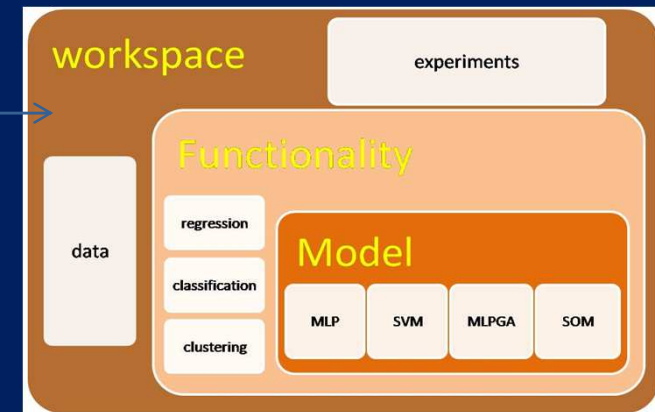 workspace
experiments
Functionality
data
regression
classification
clustering
Model
MLP
SVM
MLPGA
SOM